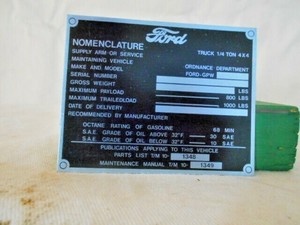 Ford
NOMENCLATURE TRUCK 1/4 TON 4X4
SUPPLY ARM OR SERVICE
MAINTAINING VEHICLE ORDNANCE DEPARTMENT
MAKE AND MODEL FORD-GPW
SERIAL NUMBER
GROSS WEIGHT LBS
MAXIMUM PAYLOAD 800 LBS
MAXIMUM TRAILEDLOAD 1000 LBS
DATE OF DELIVERY
RECOMMENDED BY MANUFACTURER
OCTANE RATING OF GASOLINE 68 MIN
S.A.E. GRADE OF OIL ABOVE 32°F 30 SAE
S.A.E. GRADE OF OIL BELOW 32°F 10 SAE
PUBLICATIONS APPLYING TO THIS VEHICLE
PARTS LIST T/M 10- 1348
MAINTENANCE MANUAL T/M 10- 1349